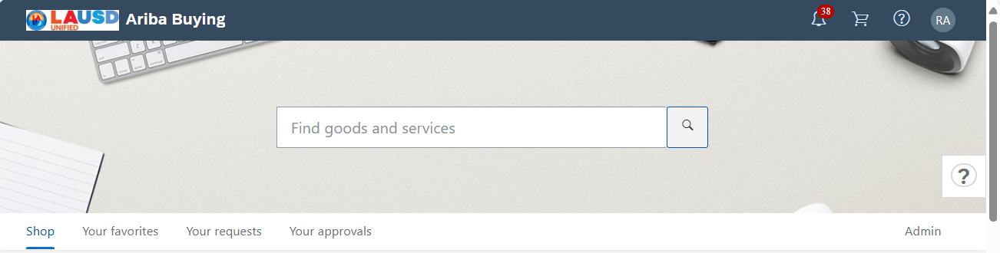 LAUSD
UNIFIED
Ariba Buying
38
RA
Find goods and services
?
Shop
Your favorites
Your requests
Your approvals
Admin